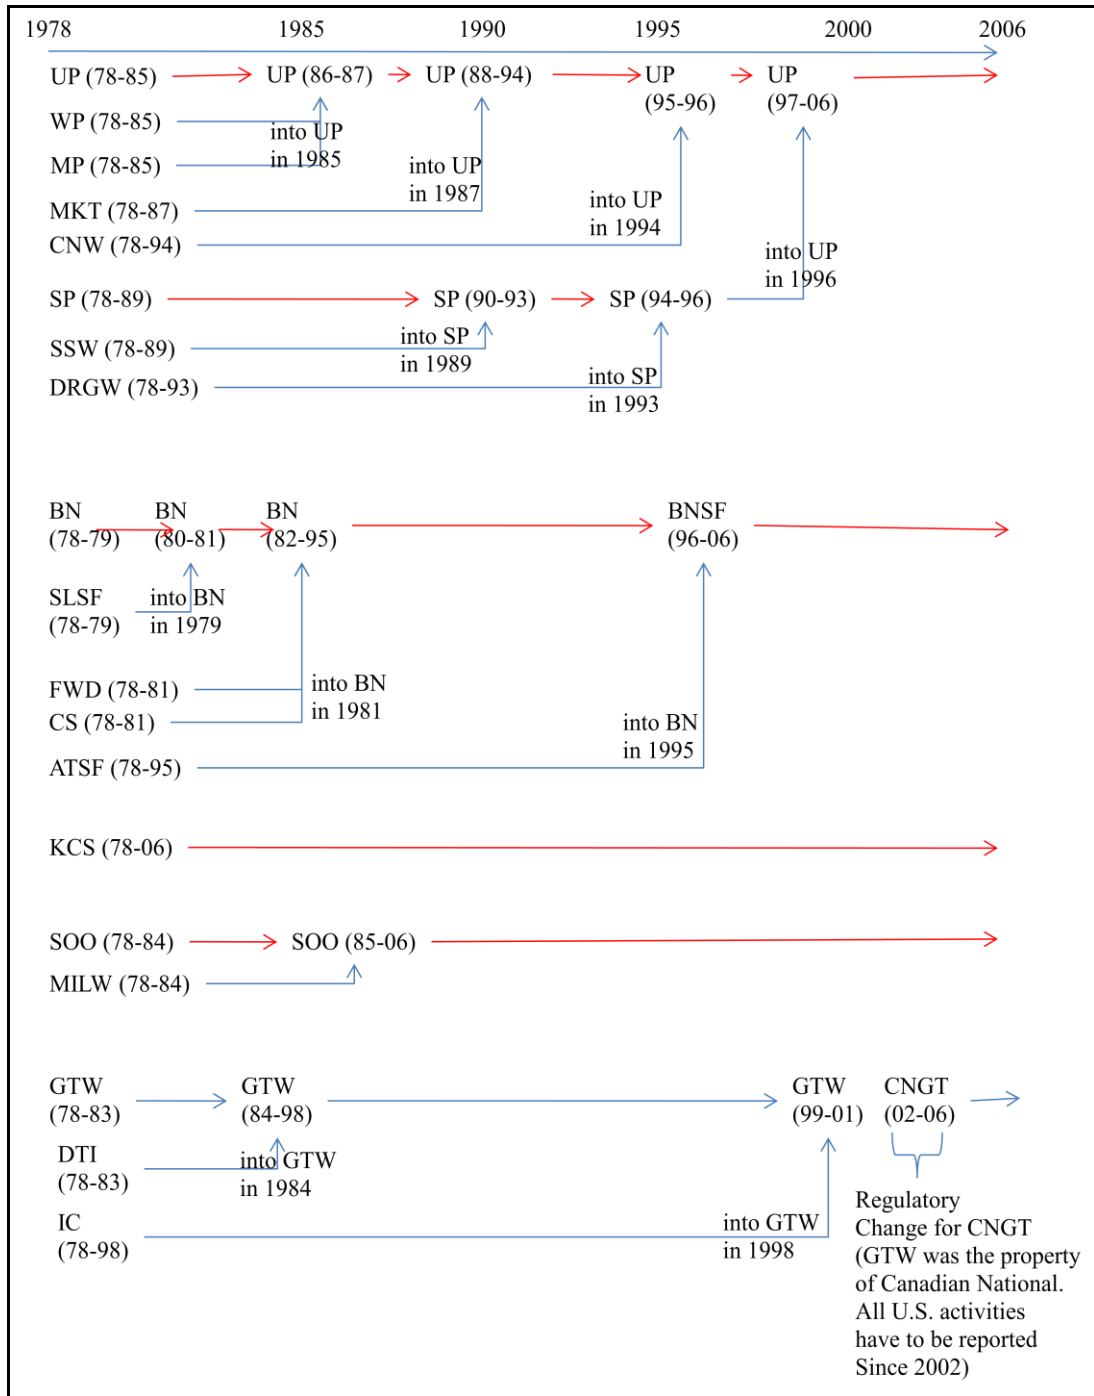 1978 1985 1990 1995 2000 2006
UP (78-85) UP (86-87) UP (88-94) UP UP
(95-96) (97-06)
WP (78-85)
into UP
in 1985
MP (78-85)
into UP
in 1987
MKT (78-87)
into UP
in 1994
CNW (78-94)
into UP
in 1996
SP (78-89) SP (90-93) SP (94-96)
into SP
in 1989
SSW (78-89)
into SP
in 1993
DRGW (78-93)
BN BN BN BNSF
(78-79) (80-81) (82-95) (96-06)
SLSF into BN
(78-79) in 1979
FWD (78-81) into BN
in 1981
CS (78-81) into BN
in 1995
ATSF (78-95)
KCS (78-06)
SOO (78-84) SOO (85-06)
MILW (78-84)
GTW GTW GTW CNGT
(78-83) (84-98) (99-01) (02-06)
DTI into GTW
(78-83) in 1984
IC into GTW
(78-98) in 1998
Regulatory
Change for CNGT
(GTW was the property
of Canadian National.
All U.S. activities
have to be reported
Since 2002)